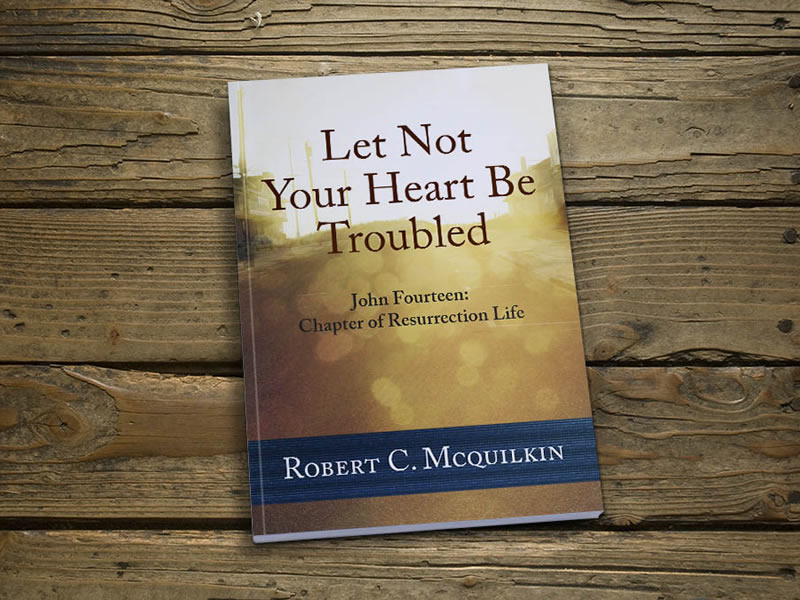 Let Not
Your Heart Be
Troubled
John Fourteen:
Chapter of Resurrection Life
Robert C. McQuilkin